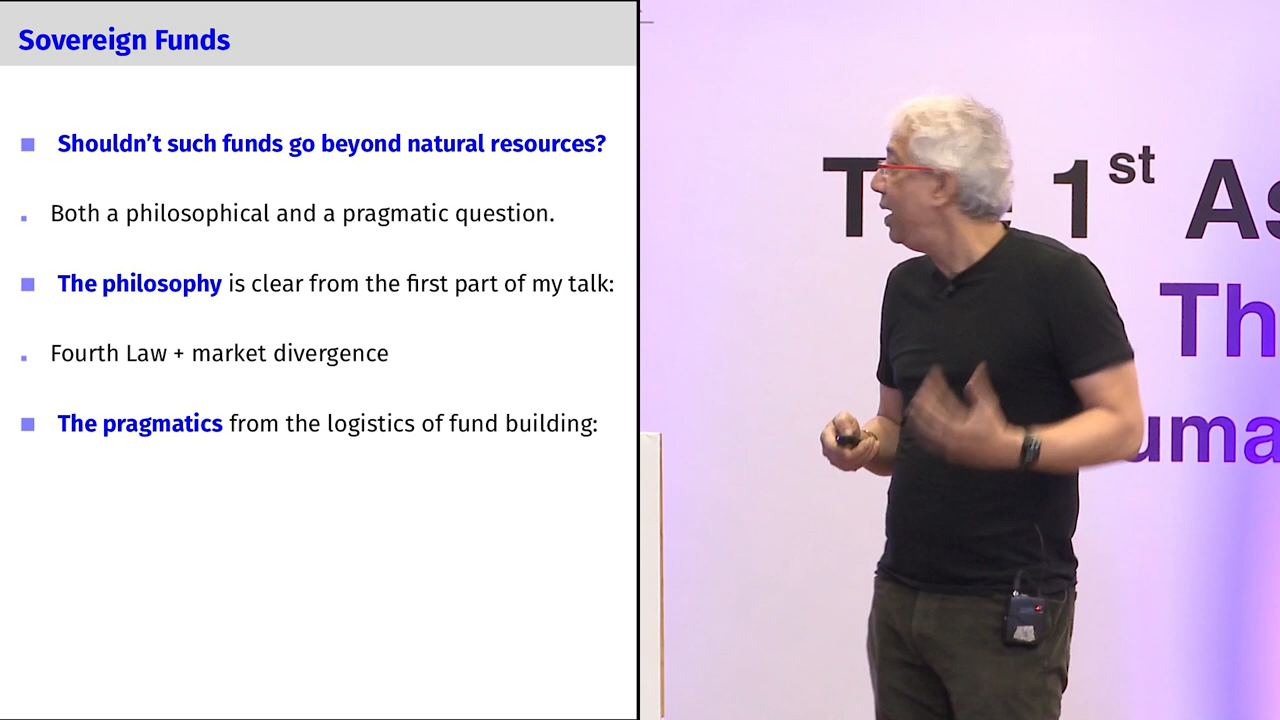 Sovereign Funds
Shouldn't such funds go beyond natural resources?
Both a philosophical and a pragmatic question.
The philosophy is clear from the first part of my talk:
Fourth Law + market divergence
The pragmatics from the logistics of fund building:
1st